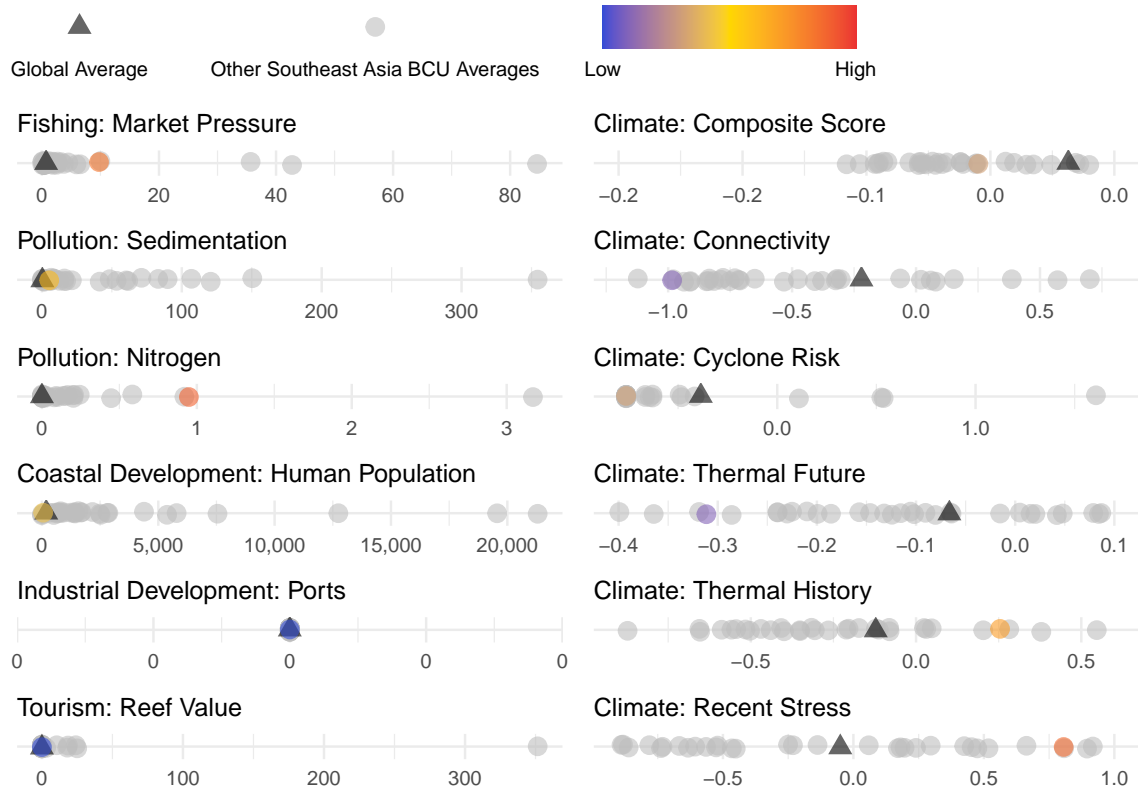 Global Average
Other Southeast Asia BCU Averages
Low
High
Fishing: Market Pressure
0 20 40 60 80
Climate: Composite Score
−0.2 −0.2 −0.1 0.0 0.0
Pollution: Sedimentation
0 100 200 300
Climate: Connectivity
−1.0 −0.5 0.0 0.5
Pollution: Nitrogen
0 1 2 3
Climate: Cyclone Risk
0.0 1.0
Coastal Development: Human Population
0 5,000 10,000 15,000 20,000
Climate: Thermal Future
−0.4 −0.3 −0.2 −0.1 0.0 0.1
Industrial Development: Ports
0 0 0 0 0
Climate: Thermal History
−0.5 0.0 0.5
Tourism: Reef Value
0 100 200 300
Climate: Recent Stress
−0.5 0.0 0.5 1.0